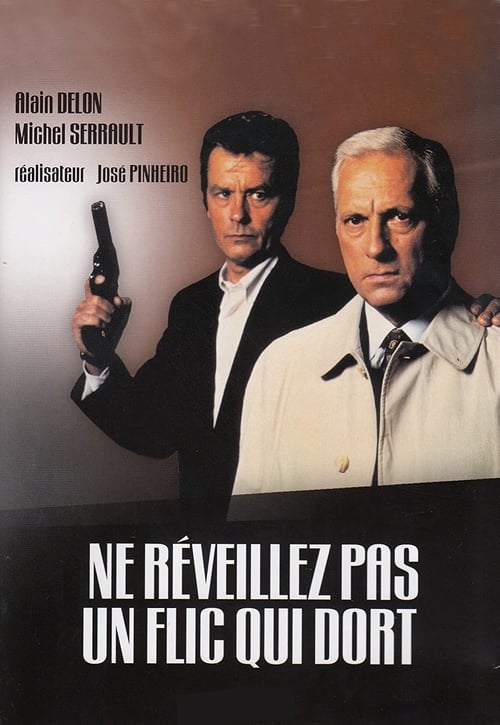 Alain DELON
Michel SERRAULT
réalisateur José PINHEIRO
NE RÉVEILLEZ PAS
UN FLIC QUI DORT